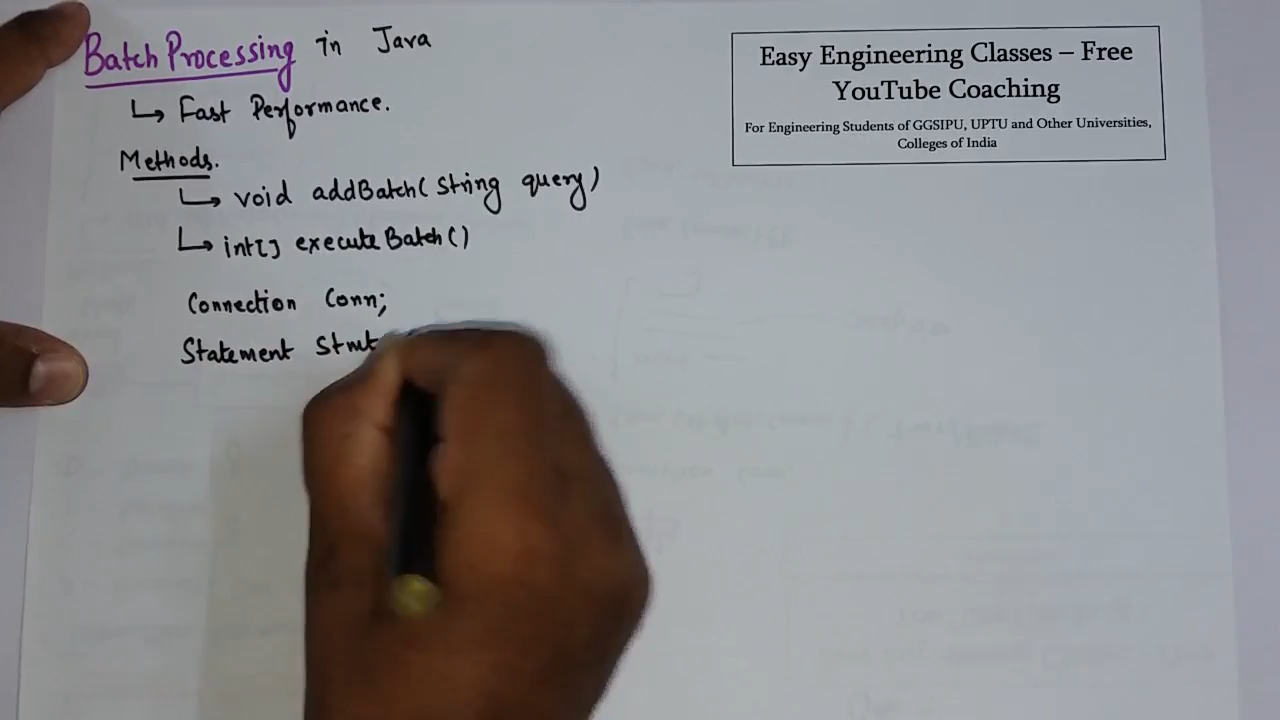 Batch Processing in Java
↳ Fast Performance.
Methods.
↳ void addBatch(String query)
↳ int[] executeBatch()
Connection Conn;
Statement Stmt
Easy Engineering Classes – Free
YouTube Coaching
For Engineering Students of GGSIPU, UPTU and Other Universities,
Colleges of India